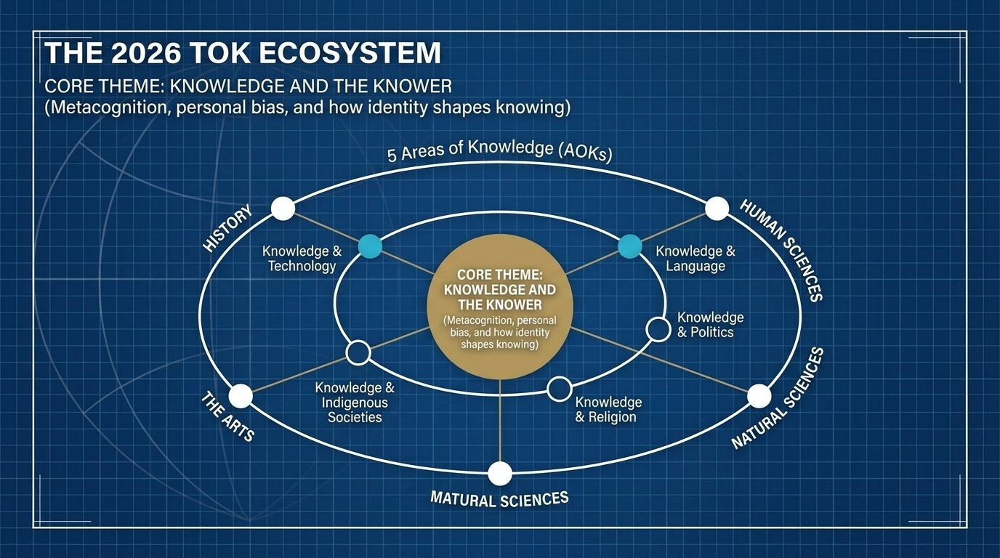 THE 2026 TOK ECOSYSTEM
CORE THEME: KNOWLEDGE AND THE KNOWER
(Metacognition, personal bias, and how identity shapes knowing)
5 Areas of Knowledge (AOKs)
HISTORY
HUMAN SCIENCES
Knowledge &
Technology
Knowledge &
Language
CORE THEME:
KNOWLEDGE AND
THE KNOWER
(Metacognition, personal
bias, and how identity
shapes knowing)
Knowledge
& Politics
Knowledge &
Indigenous
Societies
Knowledge
& Religion
THE ARTS
NATURAL SCIENCES
MATURAL SCIENCES